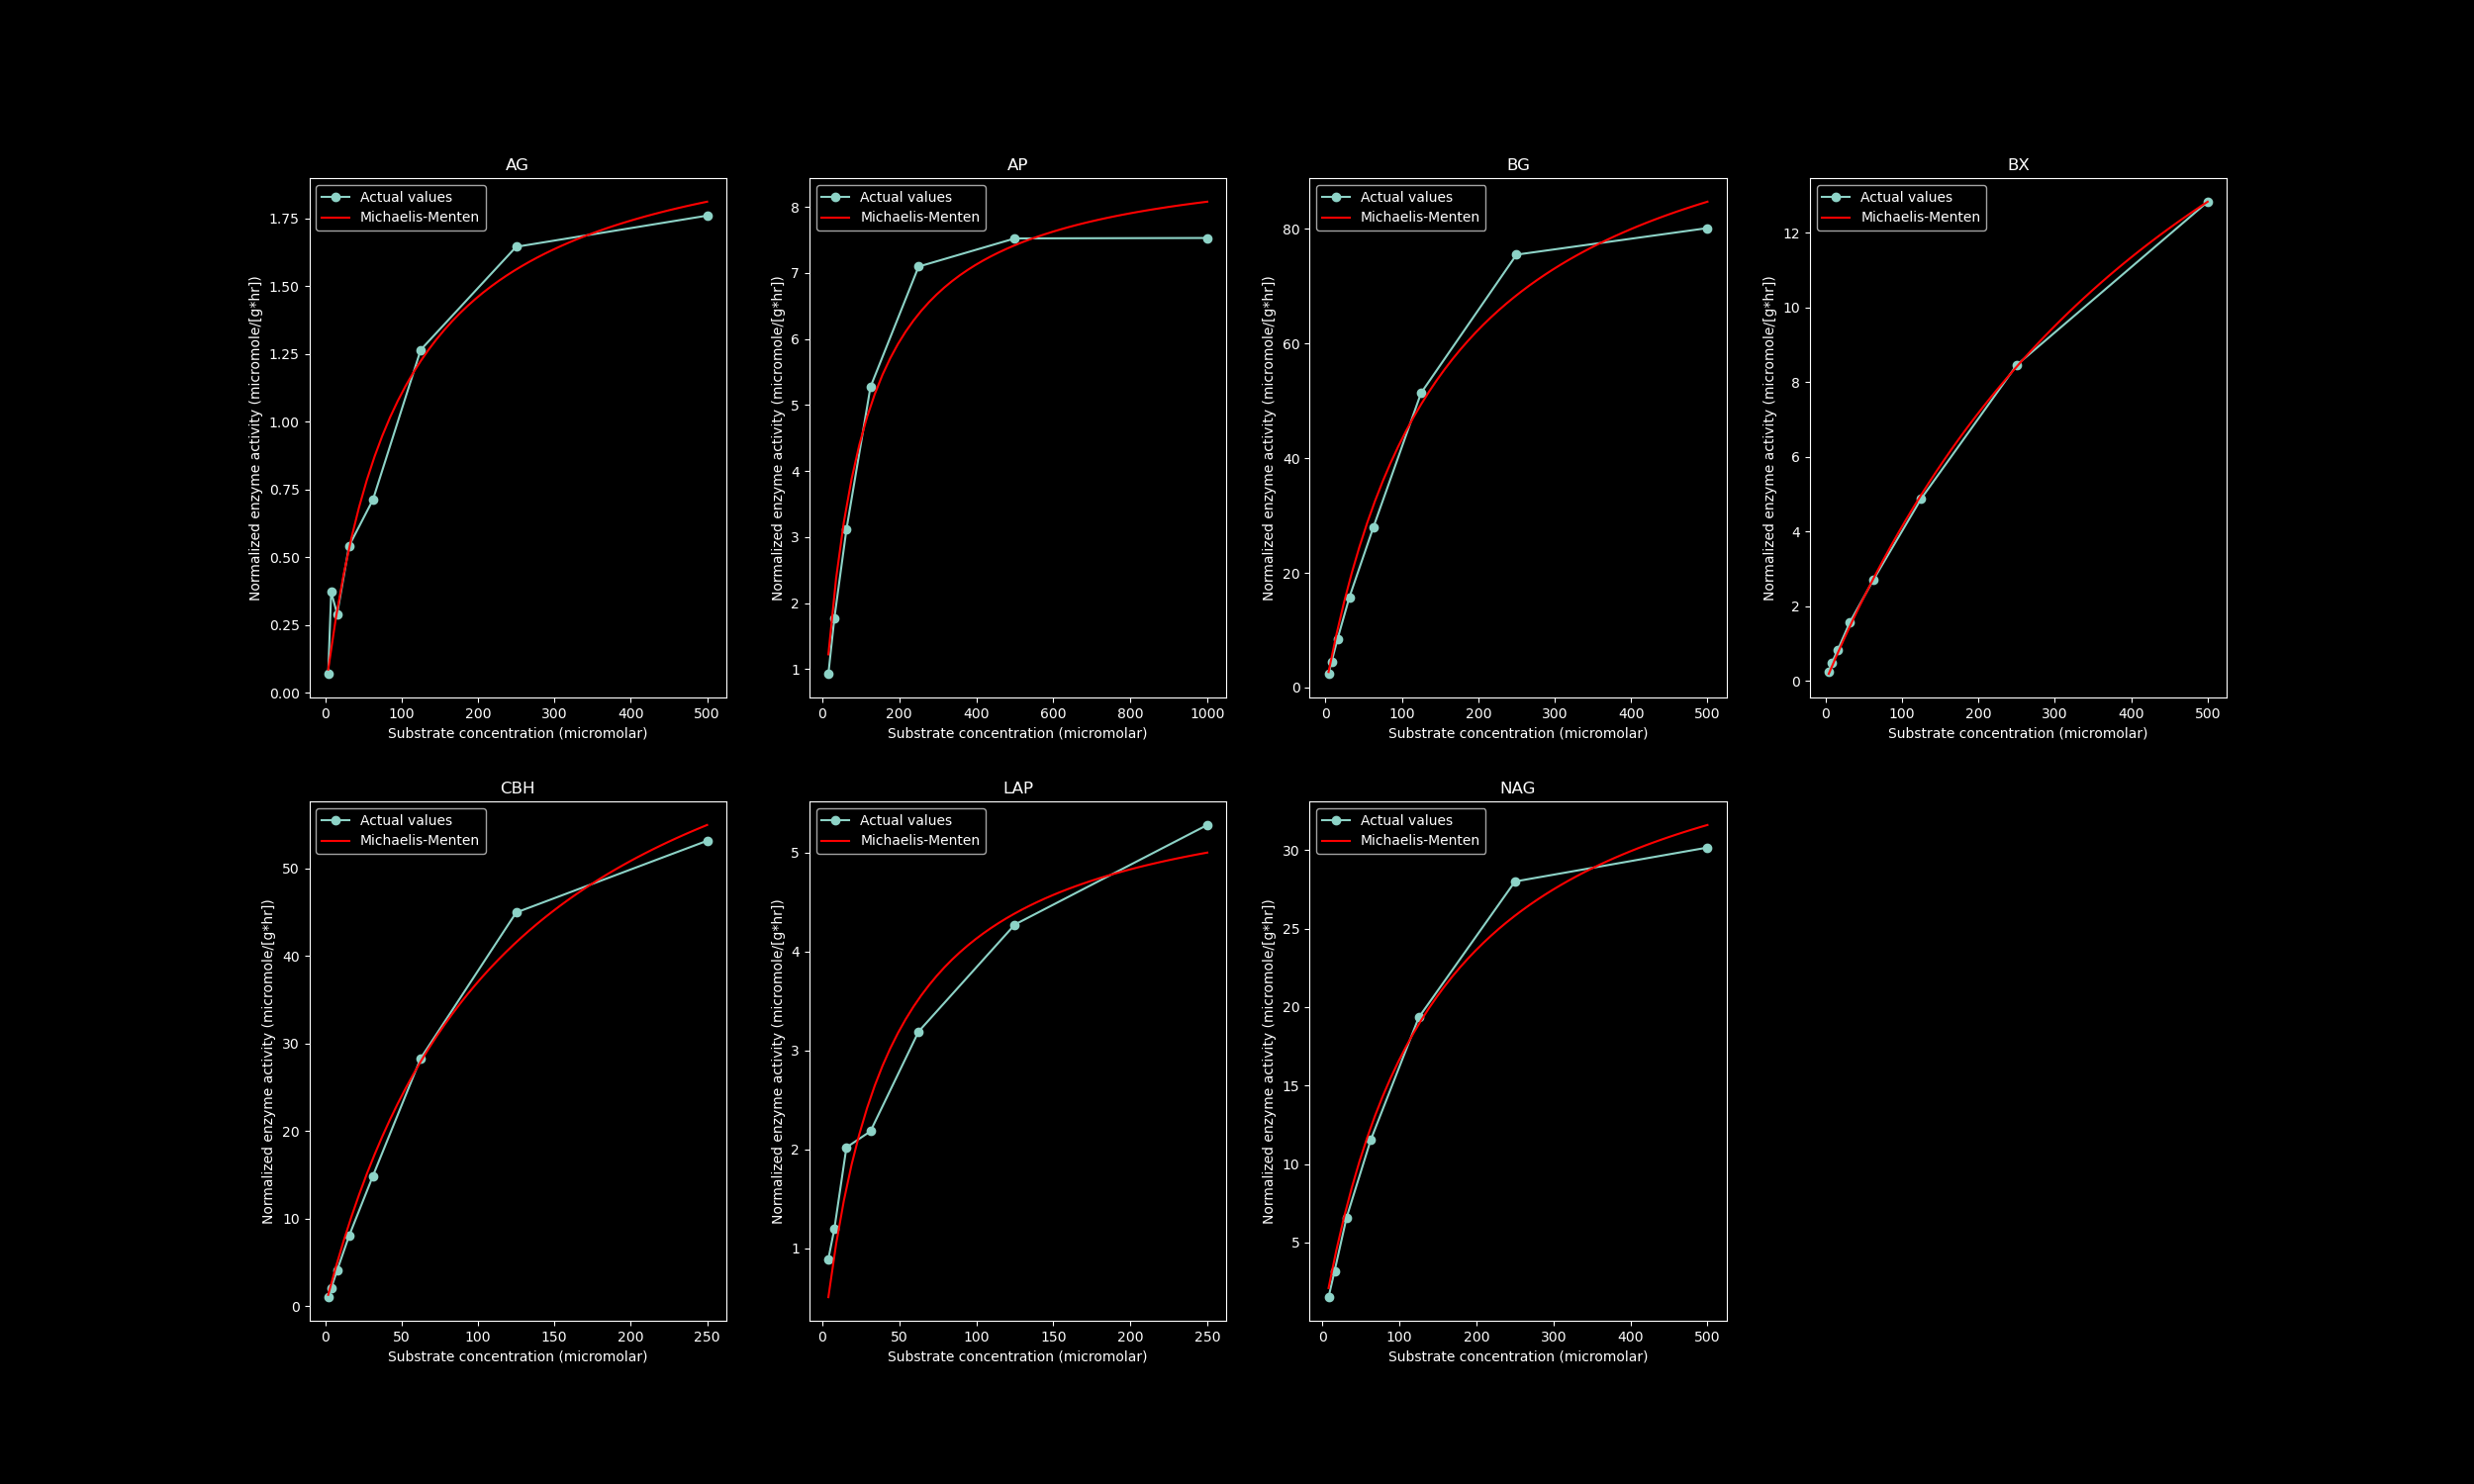 AG
Actual values
Michaelis-Menten
Normalized enzyme activity (micromole/[g*hr])
1.75
1.50
1.25
1.00
0.75
0.50
0.25
0.00
0 100 200 300 400 500
Substrate concentration (micromolar)
AP
Actual values
Michaelis-Menten
Normalized enzyme activity (micromole/[g*hr])
8
7
6
5
4
3
2
1
0 200 400 600 800 1000
Substrate concentration (micromolar)
BG
Actual values
Michaelis-Menten
Normalized enzyme activity (micromole/[g*hr])
80
60
40
20
0
0 100 200 300 400 500
Substrate concentration (micromolar)
BX
Actual values
Michaelis-Menten
Normalized enzyme activity (micromole/[g*hr])
12
10
8
6
4
2
0
0 100 200 300 400 500
Substrate concentration (micromolar)
CBH
Actual values
Michaelis-Menten
Normalized enzyme activity (micromole/[g*hr])
50
40
30
20
10
0
0 50 100 150 200 250
Substrate concentration (micromolar)
LAP
Actual values
Michaelis-Menten
Normalized enzyme activity (micromole/[g*hr])
5
4
3
2
1
0 50 100 150 200 250
Substrate concentration (micromolar)
NAG
Actual values
Michaelis-Menten
Normalized enzyme activity (micromole/[g*hr])
30
25
20
15
10
5
0 100 200 300 400 500
Substrate concentration (micromolar)